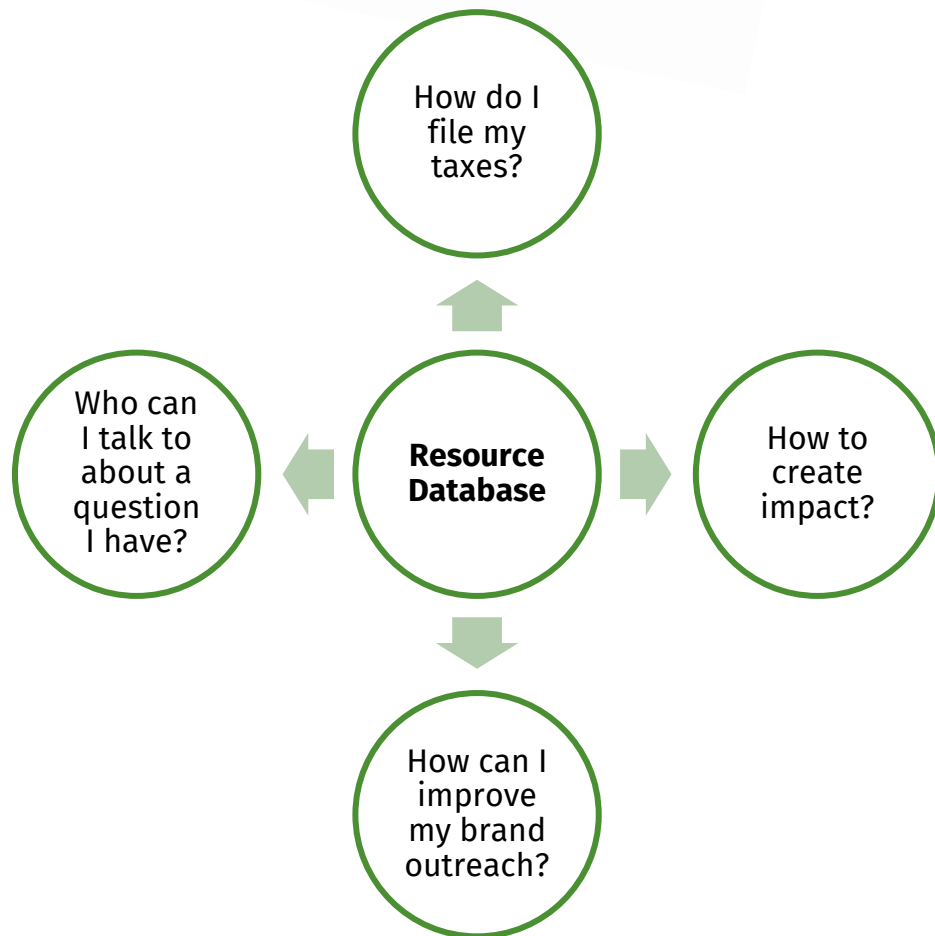 How do I
file my
taxes?
Who can
I talk to
about a
question
I have?
Resource
Database
How to
create
impact?
How can I
improve
my brand
outreach?